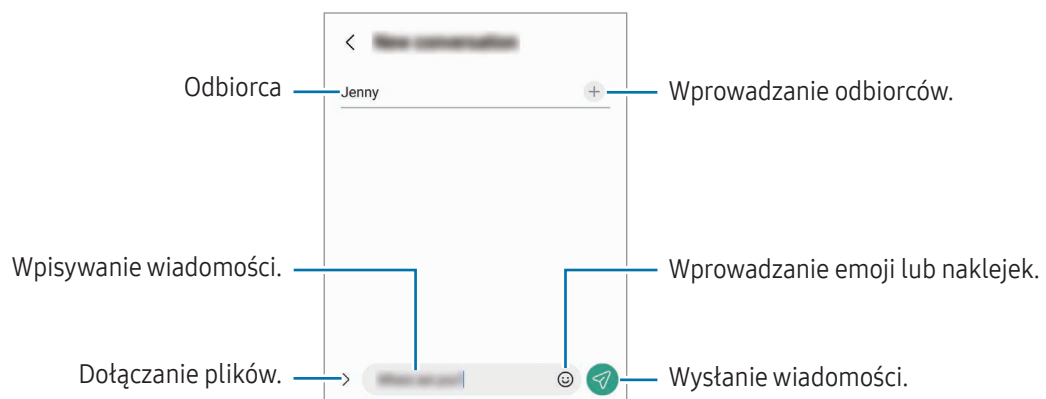 Odbiorca
Jenny
Wprowadzanie odbiorców.
Wpisywanie wiadomości.
Wprowadzanie emoji lub naklejek.
Dołączanie plików.
Wysłanie wiadomości.